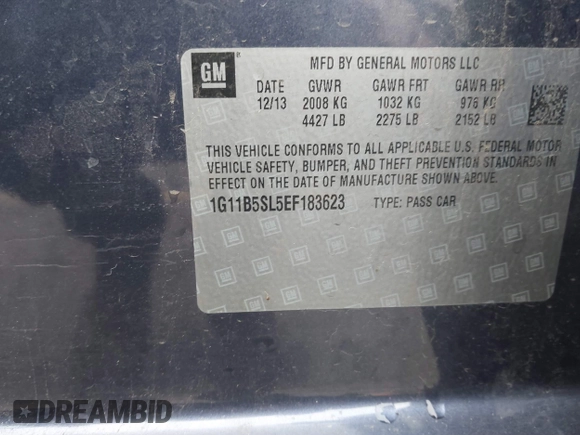 GM
MFD BY GENERAL MOTORS LLC
DATE GVWR GAWR FRT GAWR RR
12/13 2008 KG 1032 KG 976 KG
4427 LB 2275 LB 2152 LB
THIS VEHICLE CONFORMS TO ALL APPLICABLE U.S. FEDERAL MOTOR
VEHICLE SAFETY, BUMPER, AND THEFT PREVENTION STANDARDS IN
EFFECT ON THE DATE OF MANUFACTURE SHOWN ABOVE.
1G11B5SL5EF183623 TYPE: PASS CAR
DREAMBID